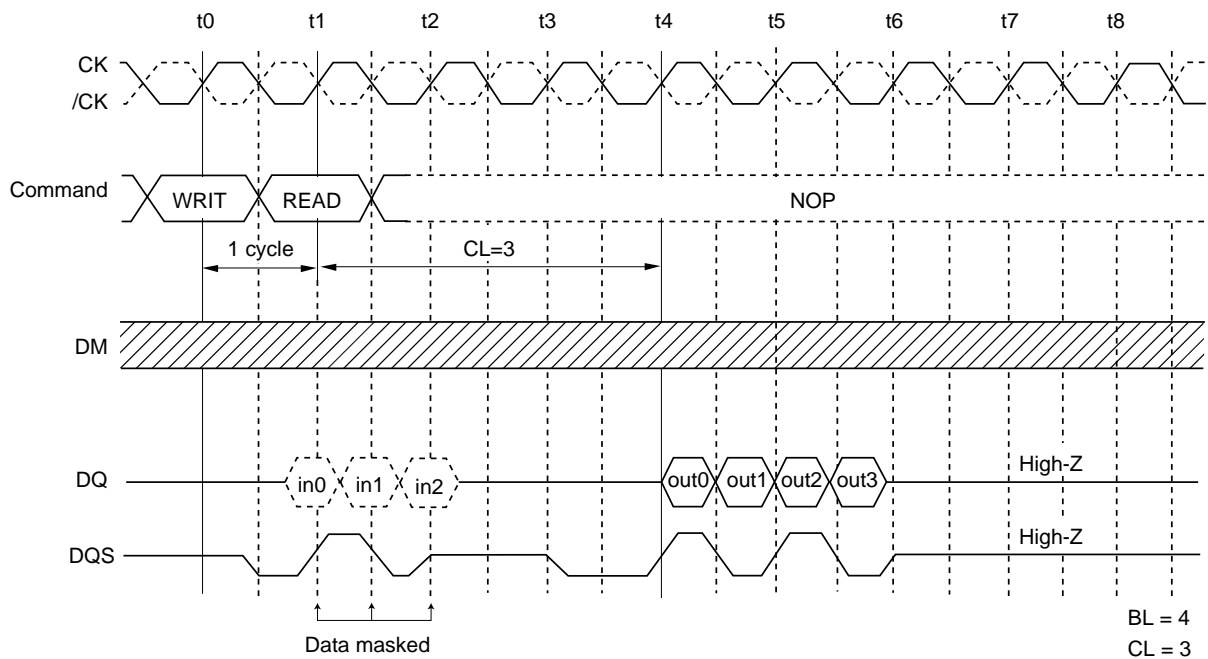 t0 t1 t2 t3 t4 t5 t6 t7 t8
CK
/CK
Command WRIT READ NOP
1 cycle CL=3
DM
DQ in0 in1 in2 out0 out1 out2 out3 High-Z
DQS High-Z
Data masked
BL = 4
CL = 3